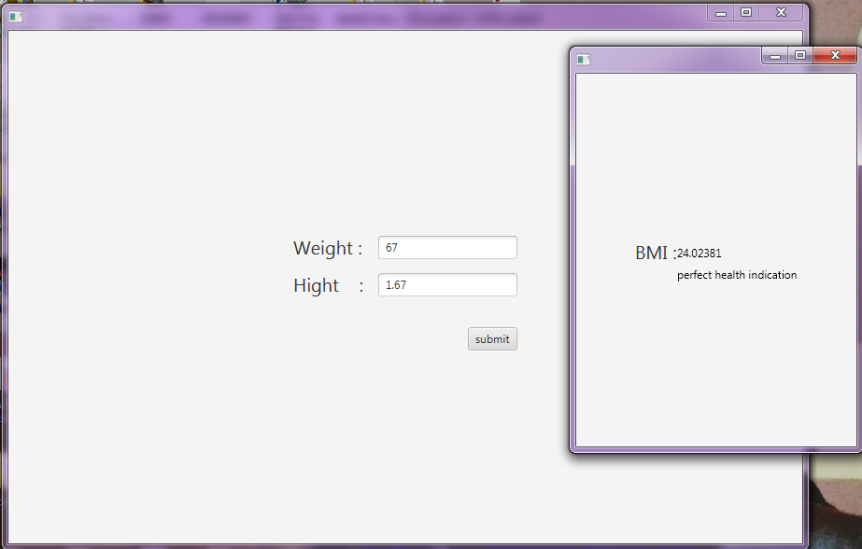 Weight : 67
Hight : 1.67
submit
BMI :24.02381
perfect health indication